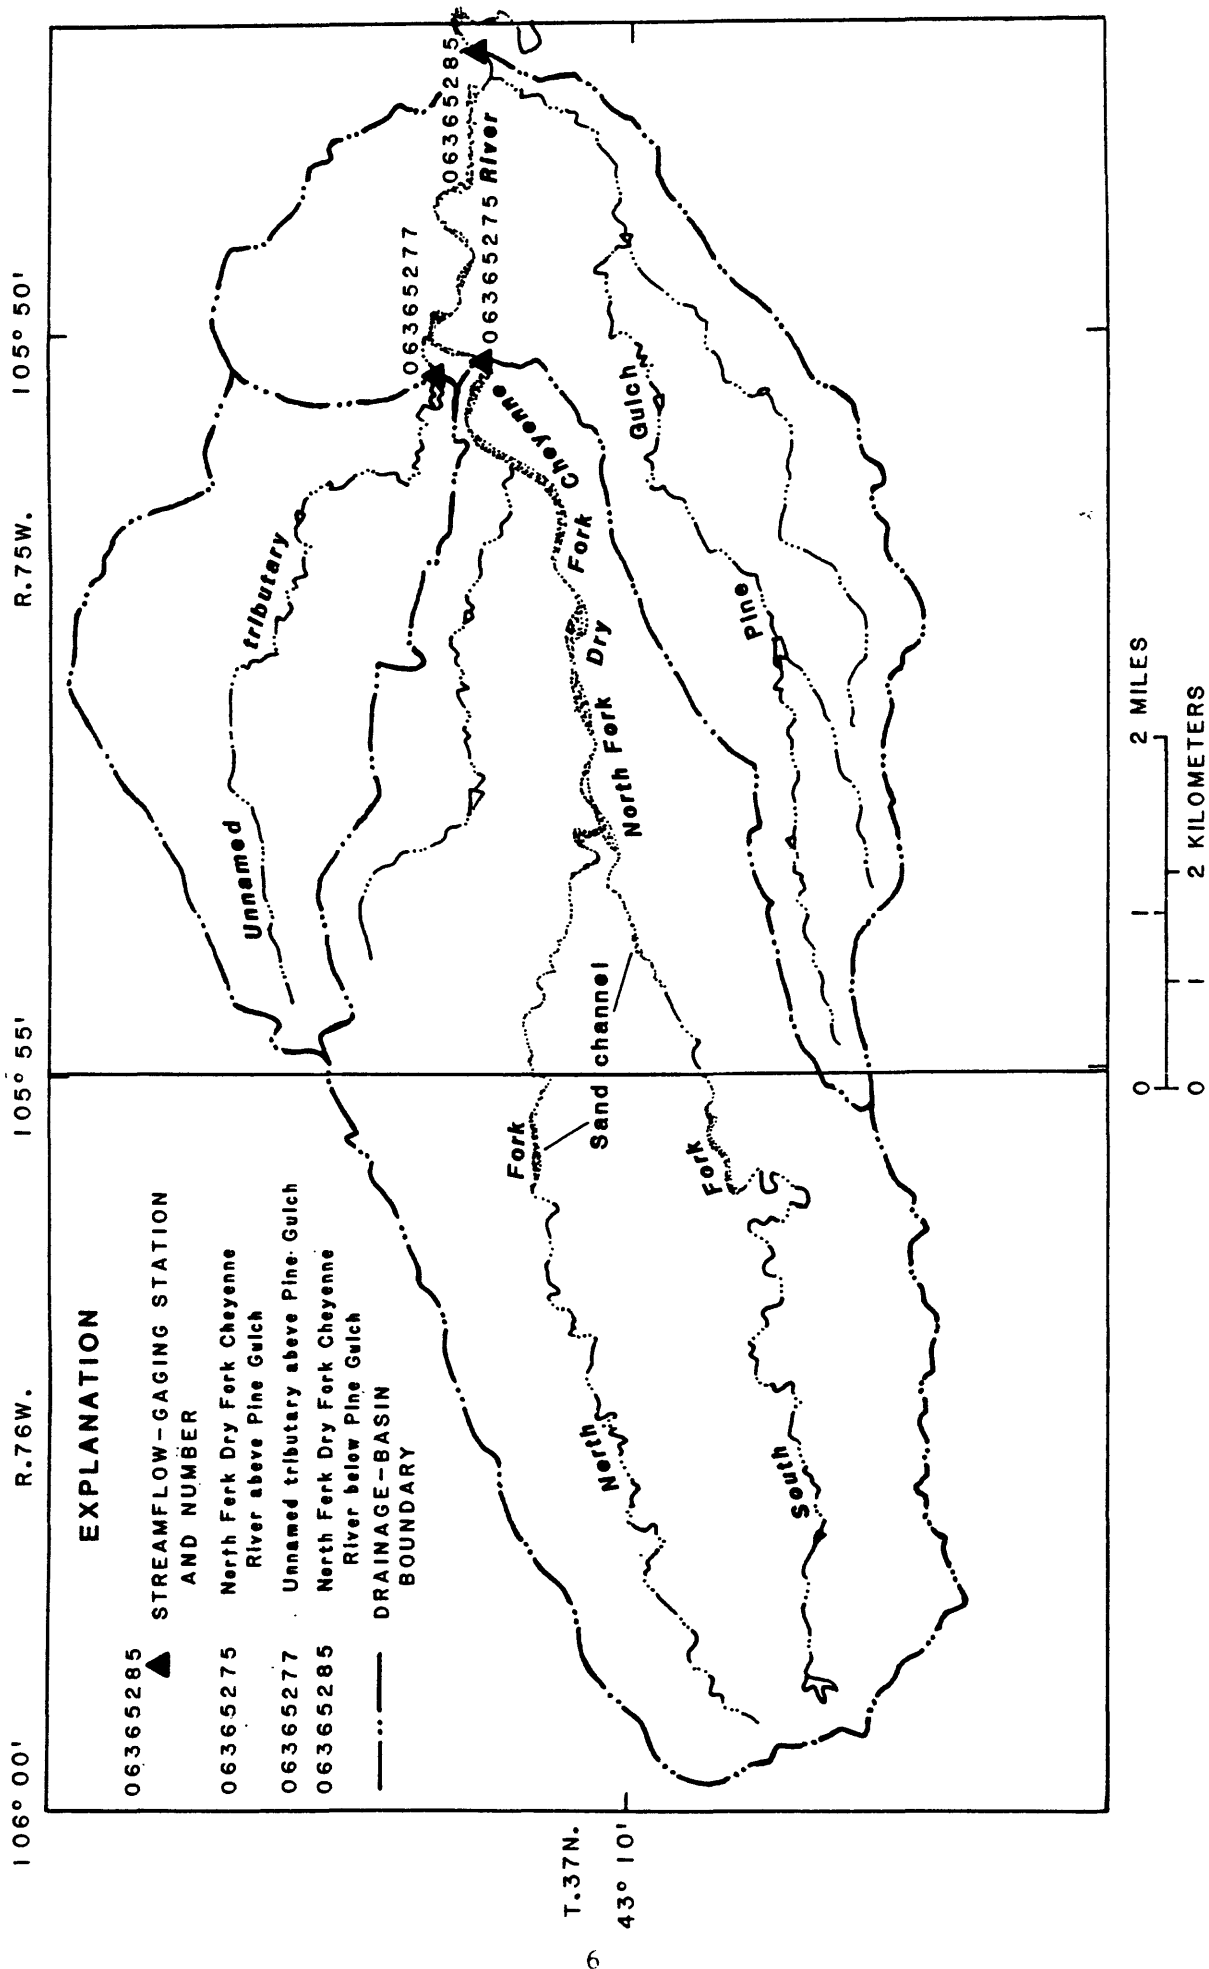 106° 00'
R.76W.
105° 55'
R.75W.
105° 50'
EXPLANATION
06365285
STREAMFLOW-GAGING STATION
AND NUMBER
06365275 North Fork Dry Fork Cheyenne
River above Pine Gulch
06365277 Unnamed tributary above Pine Gulch
06365285 North Fork Dry Fork Cheyenne
River below Pine Gulch
DRAINAGE-BASIN
BOUNDARY
Unnamed
tributary
06365277
06365285
06365275
River
Cheyenne
Fork
Dry
North Fork
Gulch
Pine
Fork
Sand channel
Fork
North
South
T.37N.
43° 10'
0 1 2 MILES
0 1 2 KILOMETERS
6